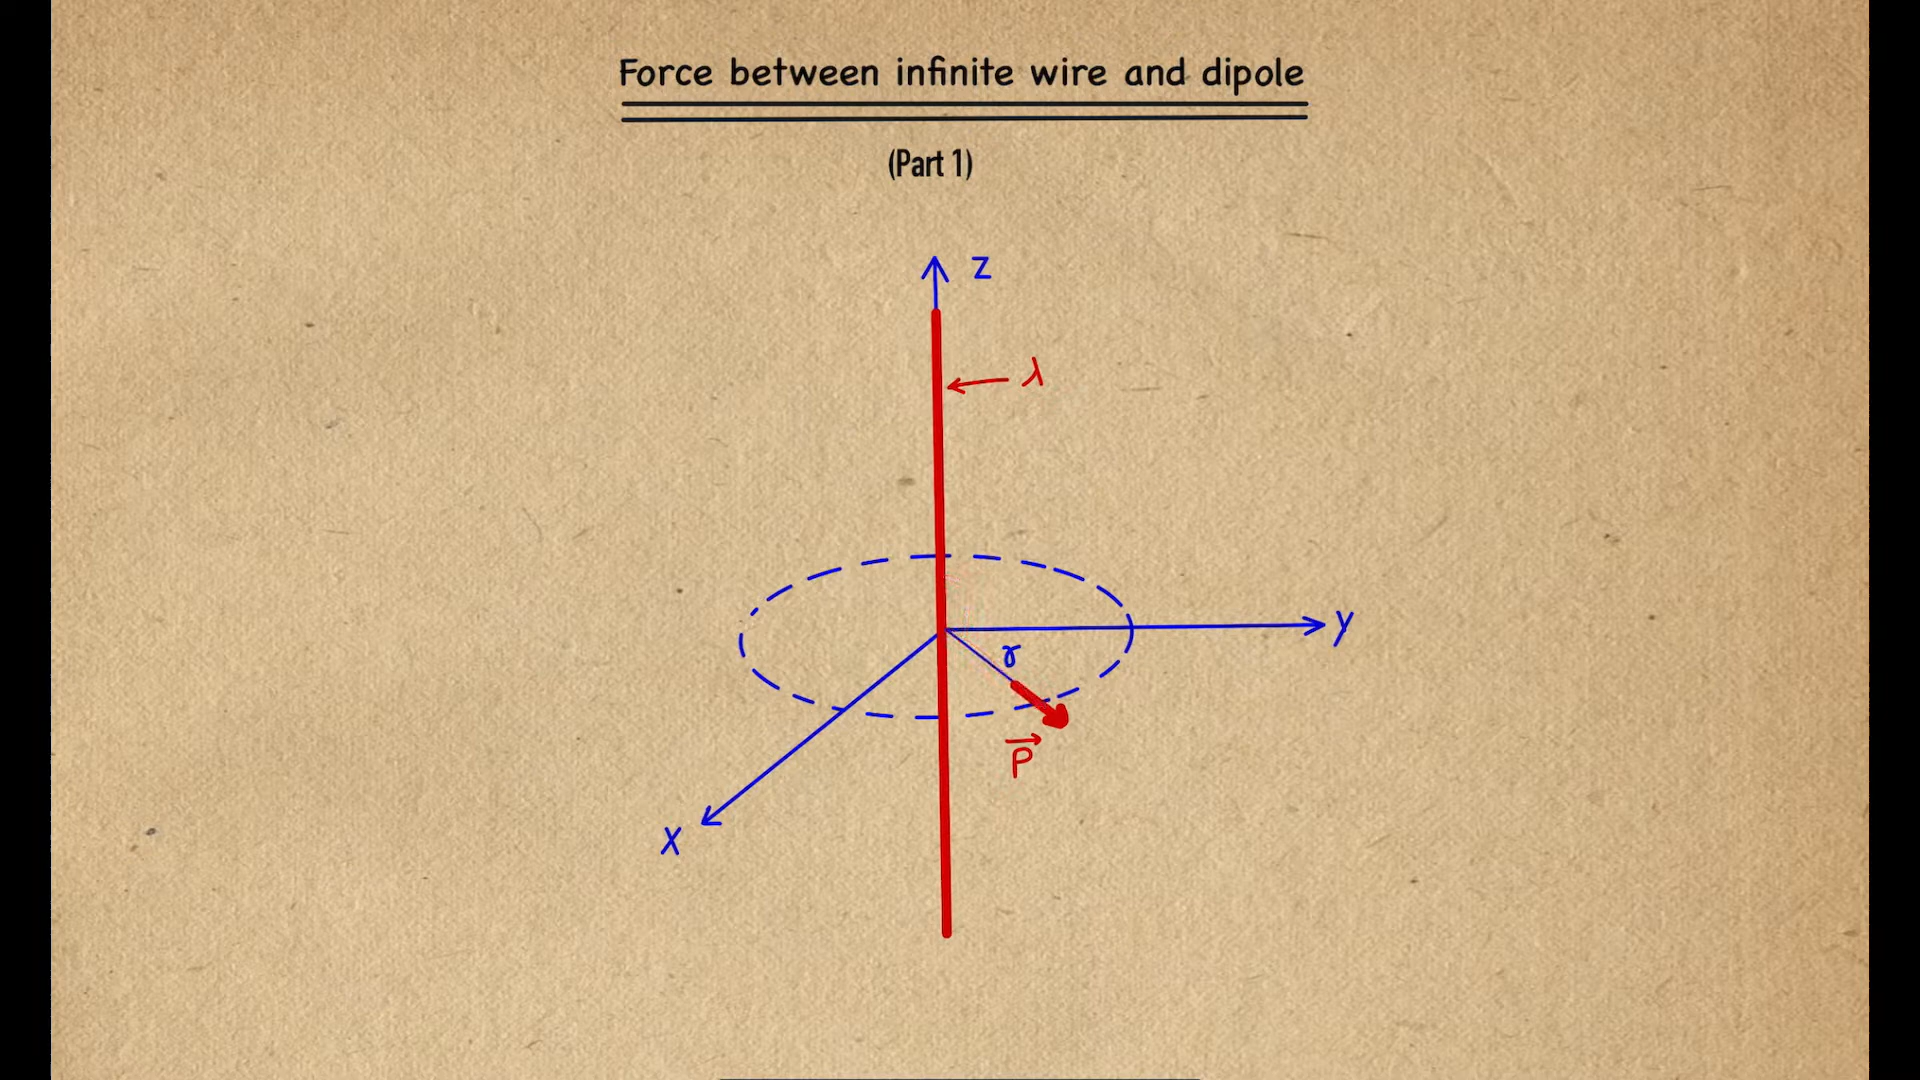 Force between infinite wire and dipole
(Part 1)
z
λ
y
r
P
X